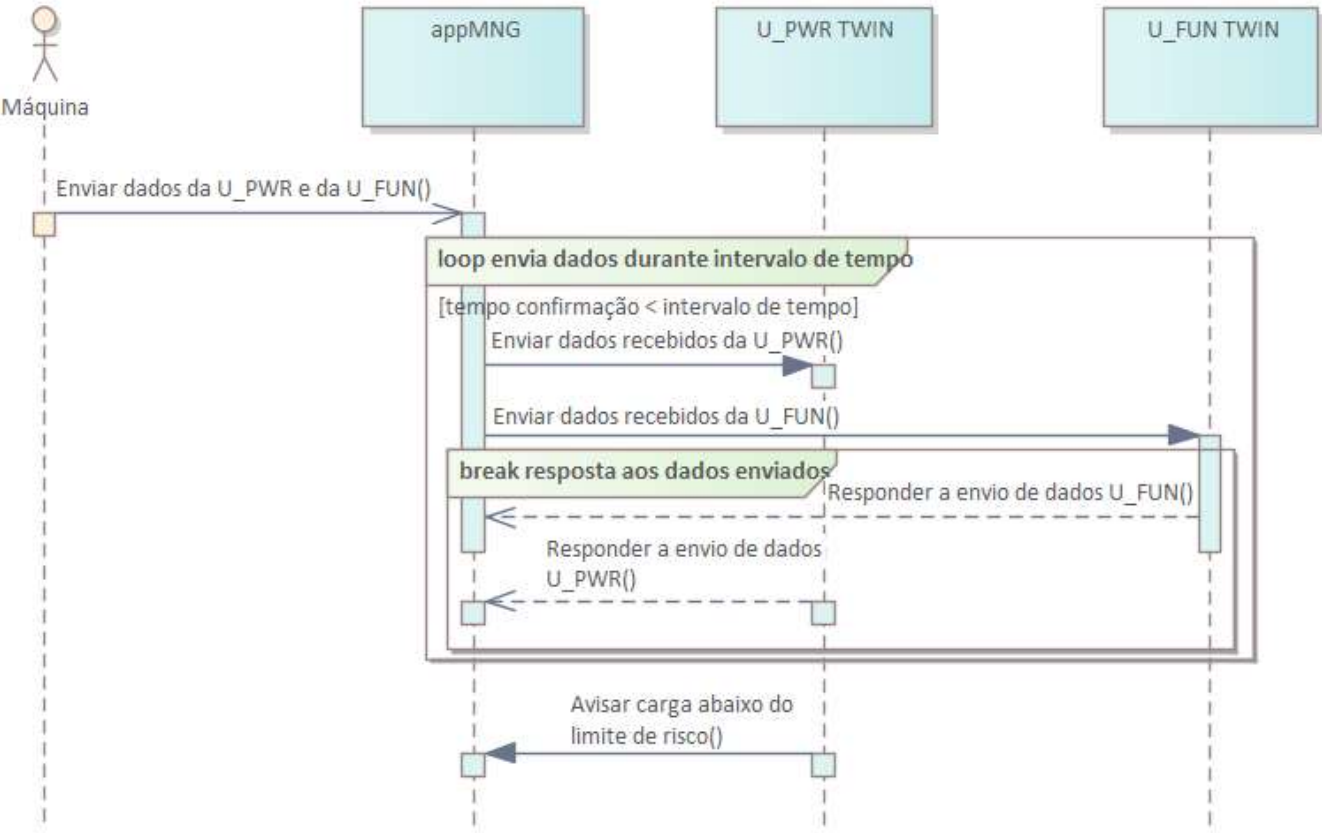 appMNG
U_PWR TWIN
U_FUN TWIN
Máquina
Enviar dados da U_PWR e da U_FUN()
loop envia dados durante intervalo de tempo
[tempo confirmação < intervalo de tempo]
Enviar dados recebidos da U_PWR()
Enviar dados recebidos da U_FUN()
break resposta aos dados enviados
Responder a envio de dados U_FUN()
Responder a envio de dados
U_PWR()
Avisar carga abaixo do
limite de risco()